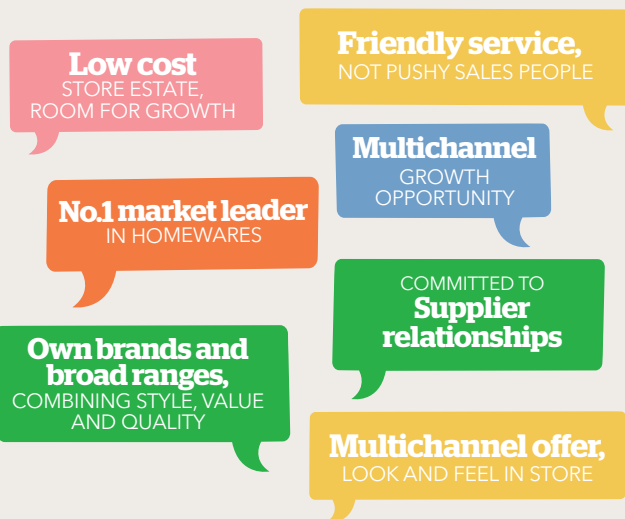 Low cost
STORE ESTATE,
ROOM FOR GROWTH
Friendly service,
NOT PUSHY SALES PEOPLE
Multichannel
GROWTH
OPPORTUNITY
No.1 market leader
IN HOMEWARES
COMMITTED TO
Supplier
relationships
Own brands and
broad ranges,
COMBINING STYLE, VALUE
AND QUALITY
Multichannel offer,
LOOK AND FEEL IN STORE